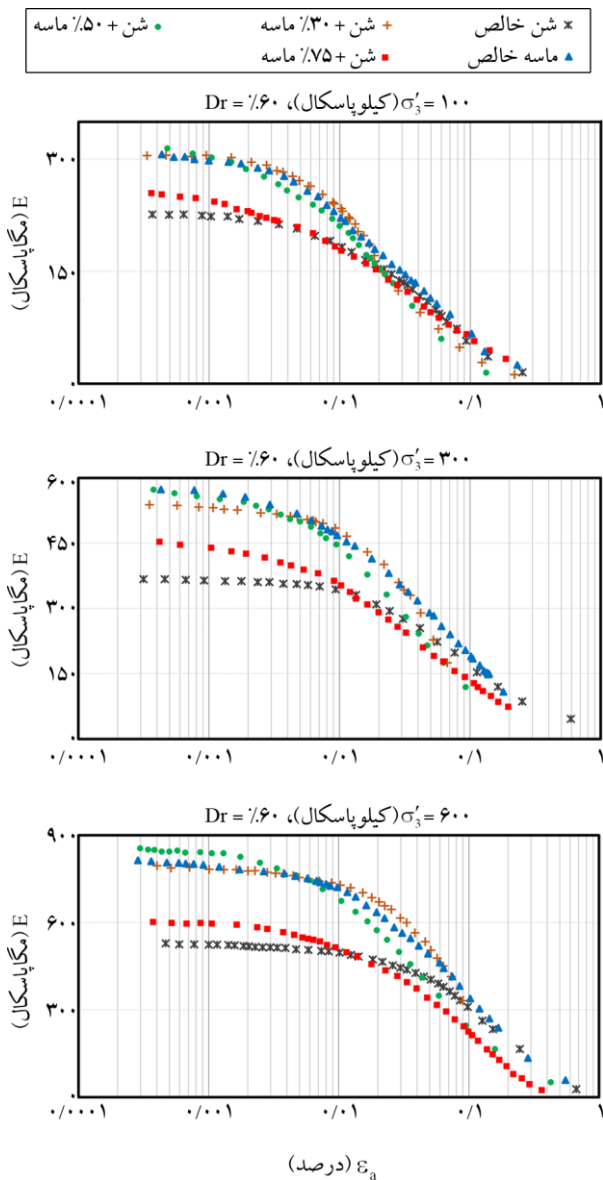 شن خالص شن + ۳۰٪ ماسه شن + ۵۰٪ ماسه
ماسه خالص شن + ۷۵٪ ماسه
Dr = ٪۶۰ ،(کیلوپاسکال)σ′₃ = ۱۰۰
E (مگاپاسکال)
۳۰۰
۱۵۰
۰
۰/۰۰۰۱ ۰/۰۰۱ ۰/۰۱ ۰/۱ ۱
Dr = ٪۶۰ ،(کیلوپاسکال)σ′₃ = ۳۰۰
E (مگاپاسکال)
۶۰۰
۴۵۰
۳۰۰
۱۵۰
۰
۰/۰۰۰۱ ۰/۰۰۱ ۰/۰۱ ۰/۱ ۱
Dr = ٪۶۰ ،(کیلوپاسکال)σ′₃ = ۶۰۰
E (مگاپاسکال)
۹۰۰
۶۰۰
۳۰۰
۰
۰/۰۰۰۱ ۰/۰۰۱ ۰/۰۱ ۰/۱ ۱
εₐ (درصد)